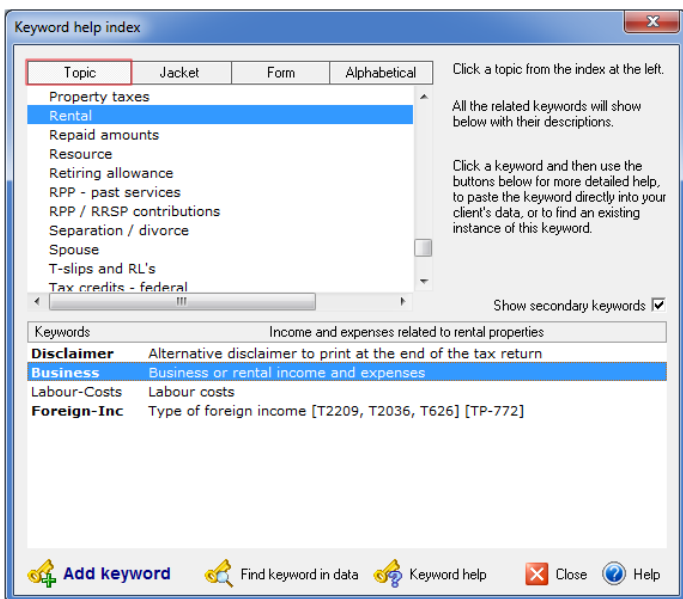 Keyword help index
Topic Jacket Form Alphabetical
Property taxes
Rental
Repaid amounts
Resource
Retiring allowance
RPP - past services
RPP / RRSP contributions
Separation / divorce
Spouse
T-slips and RL's
Tax credits - federal
Click a topic from the index at the left.
All the related keywords will show
below with their descriptions.
Click a keyword and then use the
buttons below for more detailed help,
to paste the keyword directly into your
client's data, or to find an existing
instance of this keyword.
Show secondary keywords
Keywords Income and expenses related to rental properties
Disclaimer Alternative disclaimer to print at the end of the tax return
Business Business or rental income and expenses
Labour-Costs Labour costs
Foreign-Inc Type of foreign income [T2209, T2036, T626] [TP-772]
Add keyword Find keyword in data Keyword help Close Help